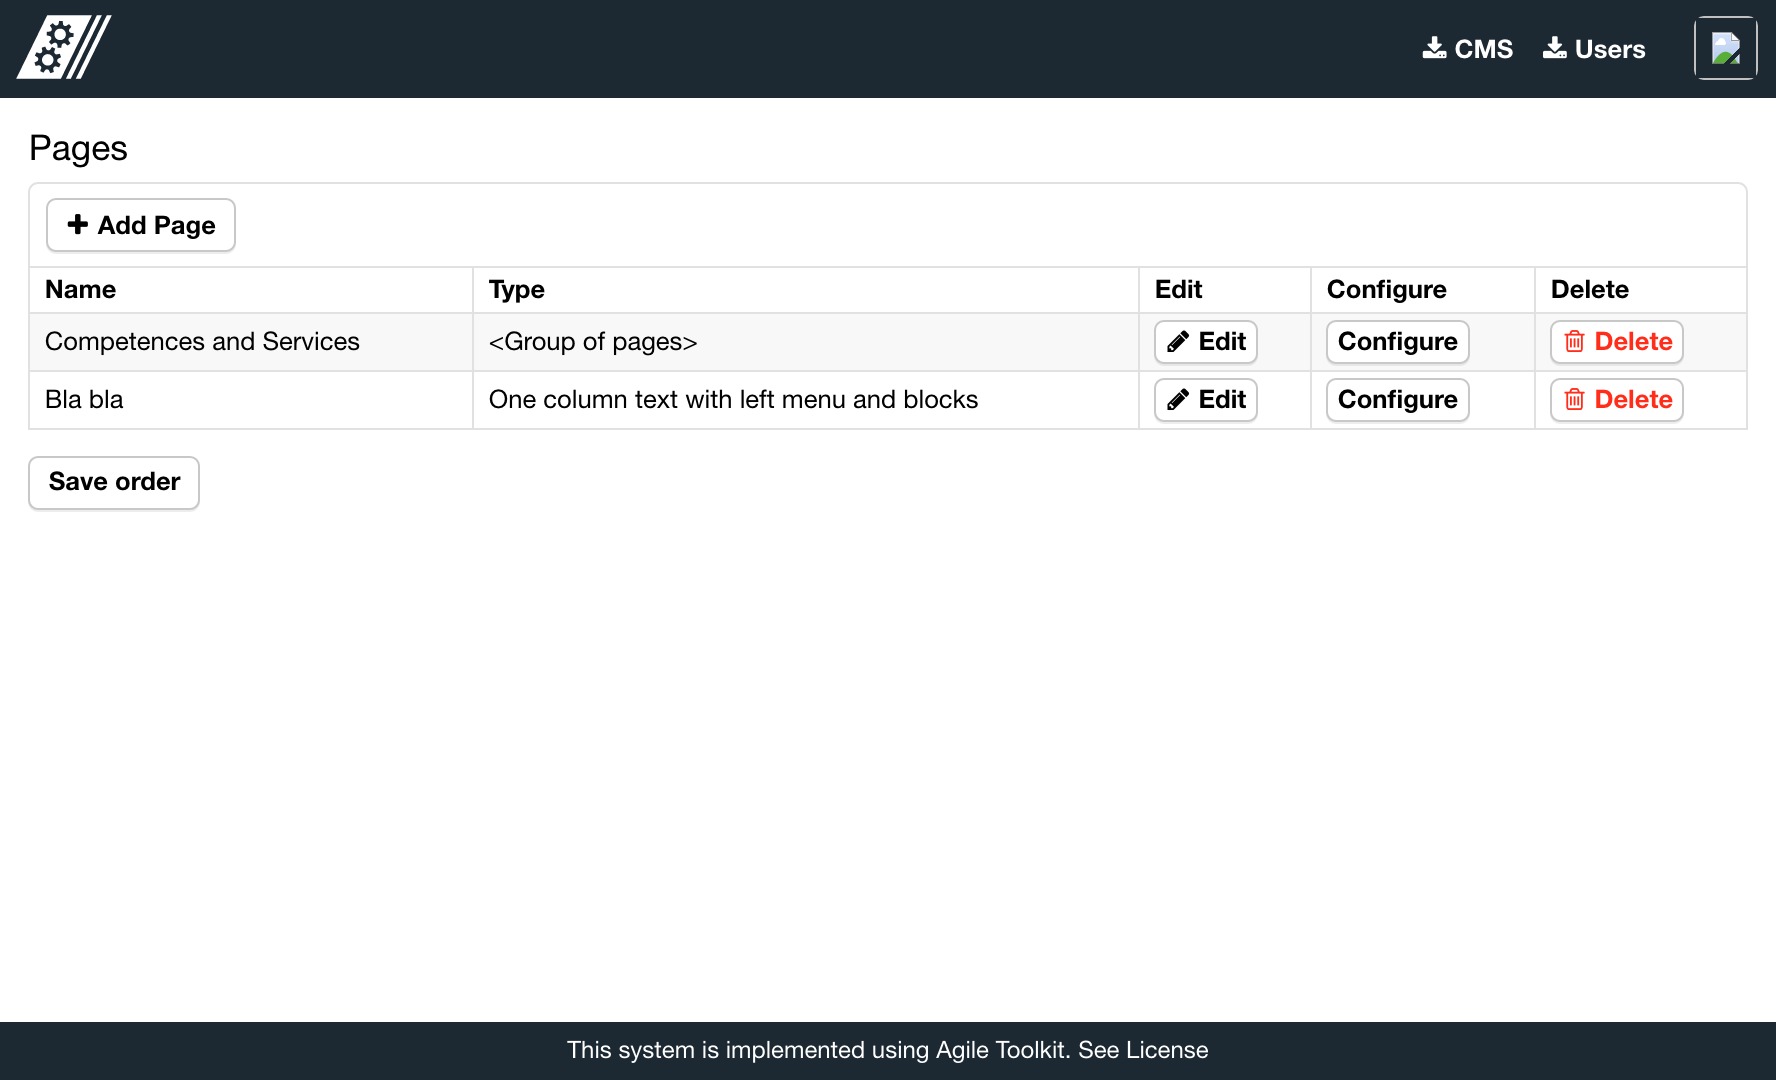 CMS Users
Pages
Add Page
Name Type Edit Configure Delete
Competences and Services <Group of pages> Edit Configure Delete
Bla bla One column text with left menu and blocks Edit Configure Delete
Save order
This system is implemented using Agile Toolkit. See License